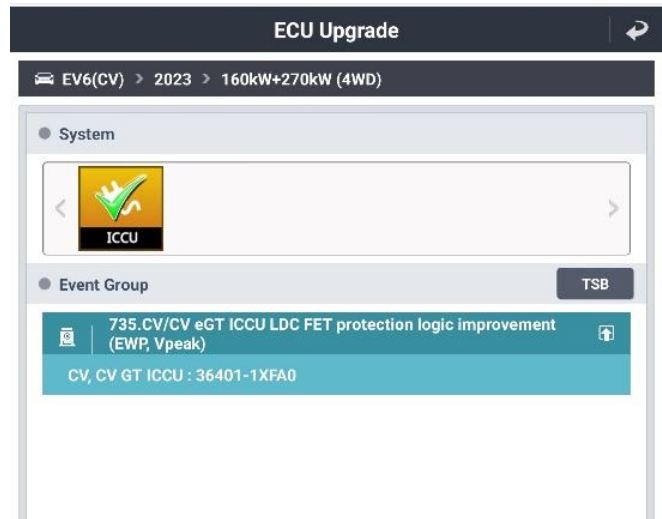 ECU Upgrade
EV6(CV) > 2023 > 160kW+270kW (4WD)
System
ICCU
Event Group
TSB
735.CV/CV eGT ICCU LDC FET protection logic improvement
(EWP, Vpeak)
CV, CV GT ICCU : 36401-1XFA0